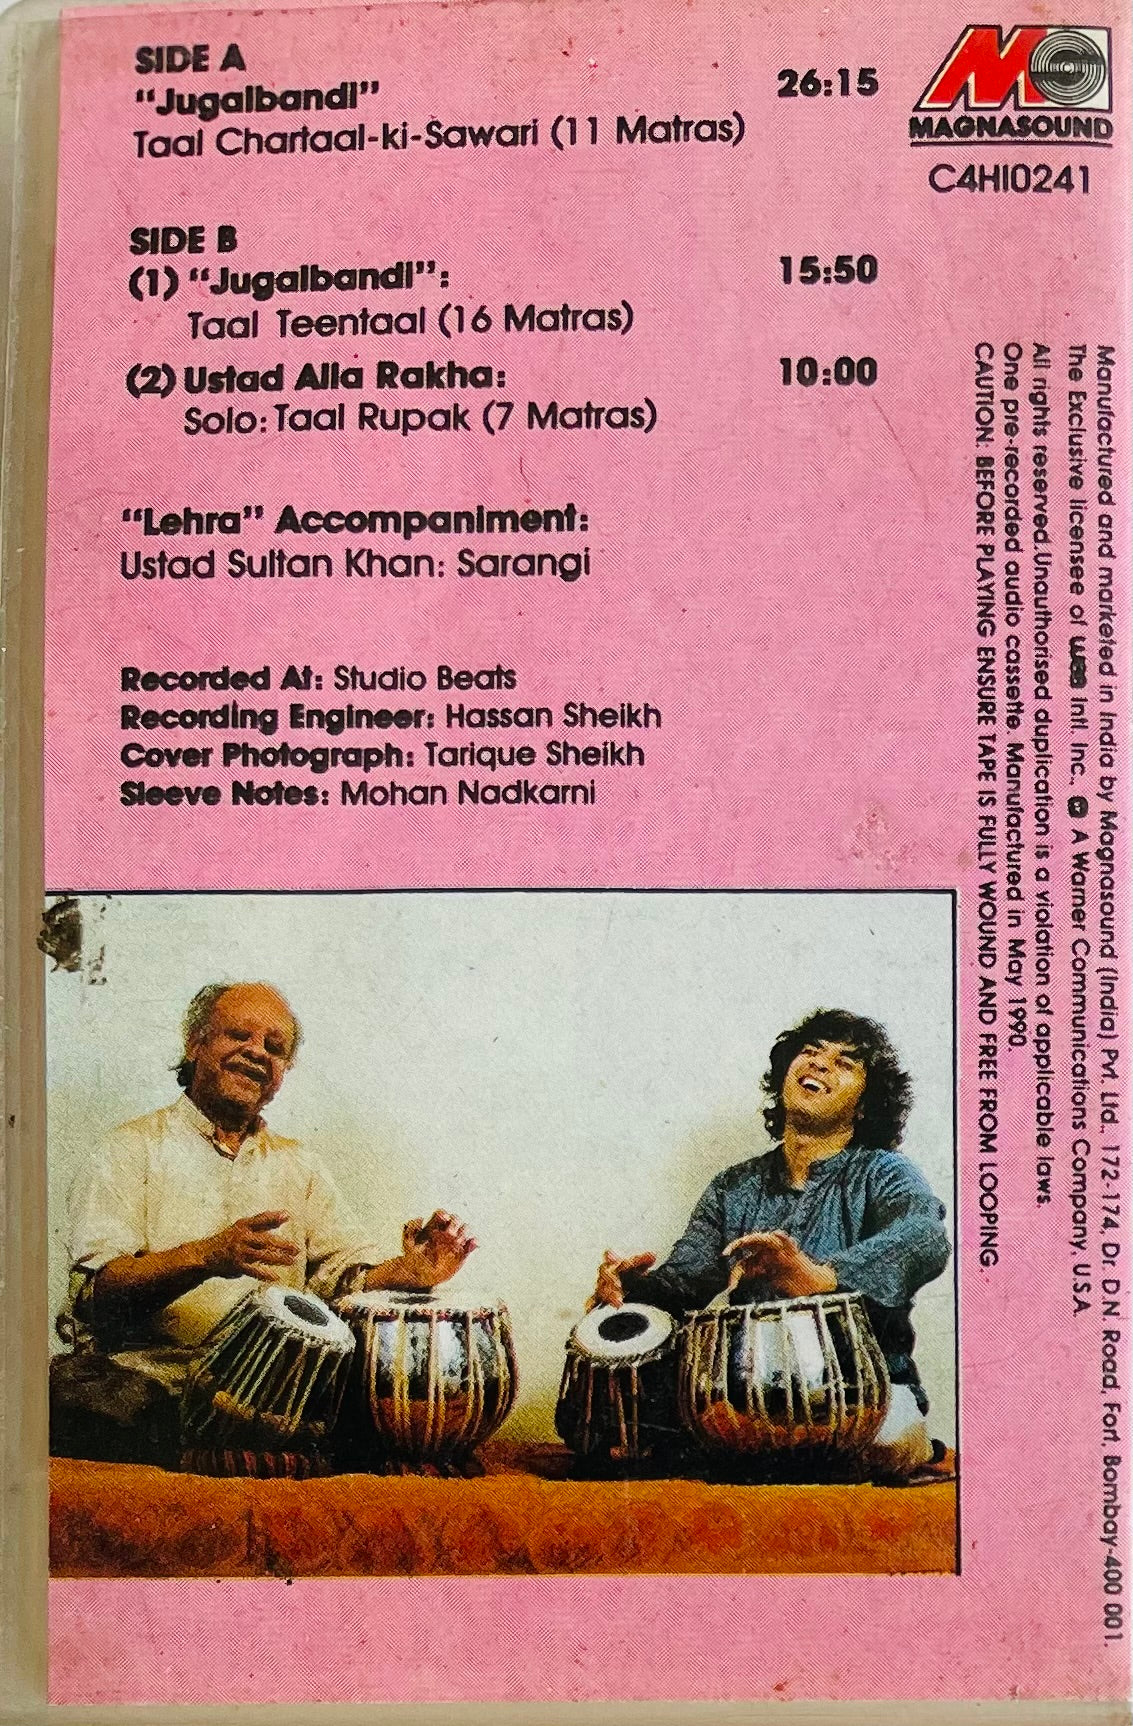 SIDE A
"Jugalbandi" 26:15
Taal Chartaal-ki-Sawari (11 Matras)
MAGNASOUND
C4HI0241
SIDE B
(1) "Jugalbandi": 15:50
Taal Teentaal (16 Matras)
(2) Ustad Alla Rakha: 10:00
Solo: Taal Rupak (7 Matras)
"Lehra" Accompaniment:
Ustad Sultan Khan: Sarangi
Recorded At: Studio Beats
Recording Engineer: Hassan Sheikh
Cover Photograph: Tarique Sheikh
Sleeve Notes: Mohan Nadkarni
Manufactured and marketed in India by Magnasound (India) Pvt. Ltd., 172-174, Dr. D.N. Road, Fort, Bombay-400 001.
The Exclusive licensee of wea Intl. Inc., A Warner Communications Company, U.S.A.
All rights reserved. Unauthorised duplication is a violation of applicable laws.
One pre-recorded audio cassette. Manufactured in May 1990.
CAUTION: BEFORE PLAYING ENSURE TAPE IS FULLY WOUND AND FREE FROM LOOPING.